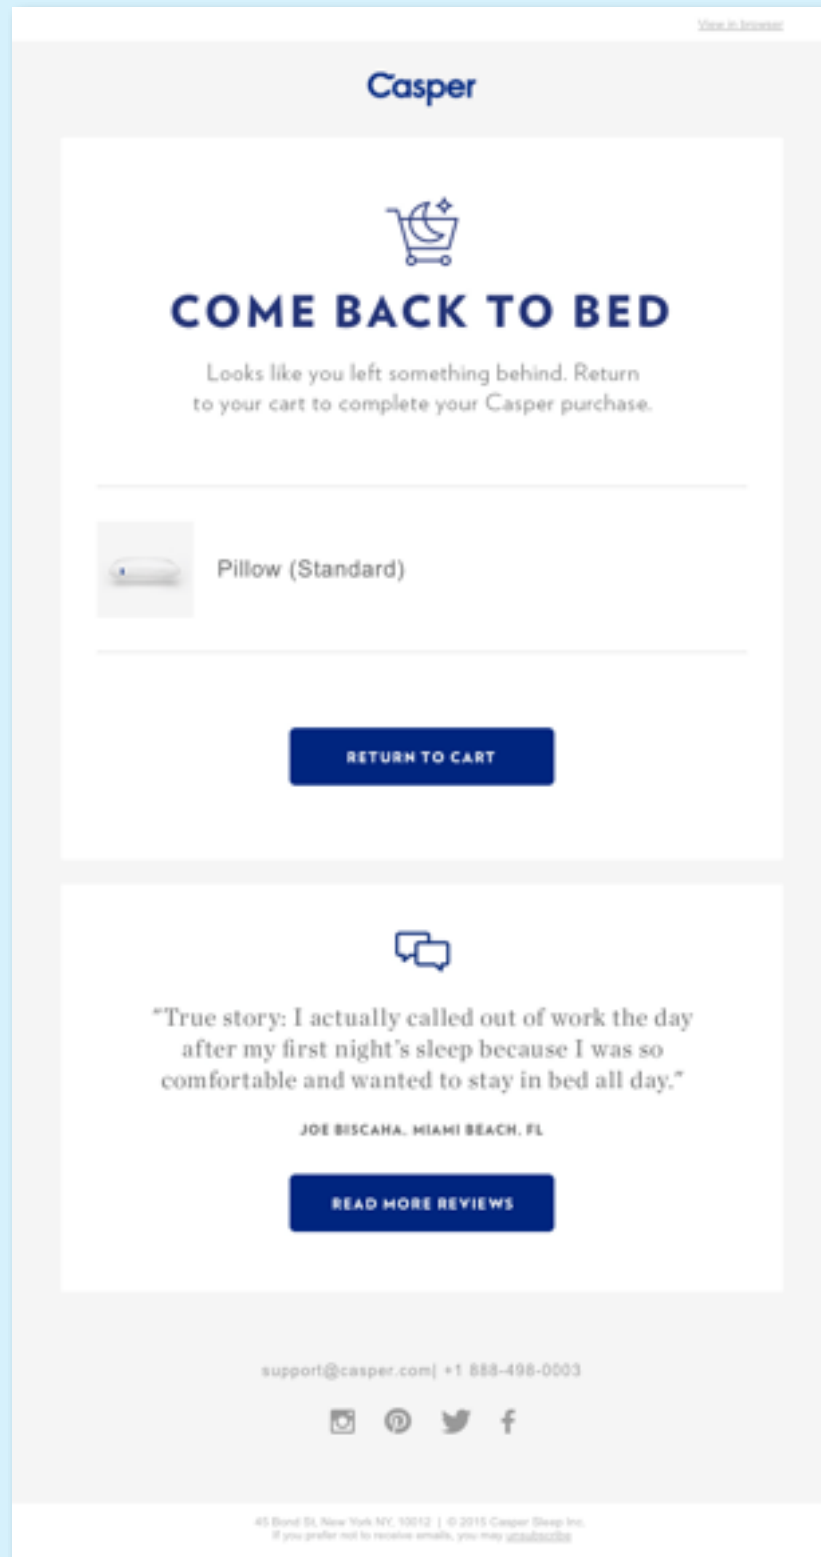 View in browser
Casper
COME BACK TO BED
Looks like you left something behind. Return
to your cart to complete your Casper purchase.
Pillow (Standard)
RETURN TO CART
"True story: I actually called out of work the day
after my first night's sleep because I was so
comfortable and wanted to stay in bed all day."
JOE BISCAHA, MIAMI BEACH, FL
READ MORE REVIEWS
support@casper.com| +1 888-498-0003
45 Bond St, New York NY, 10012 | © 2015 Casper Sleep Inc.
If you prefer not to receive emails, you may unsubscribe